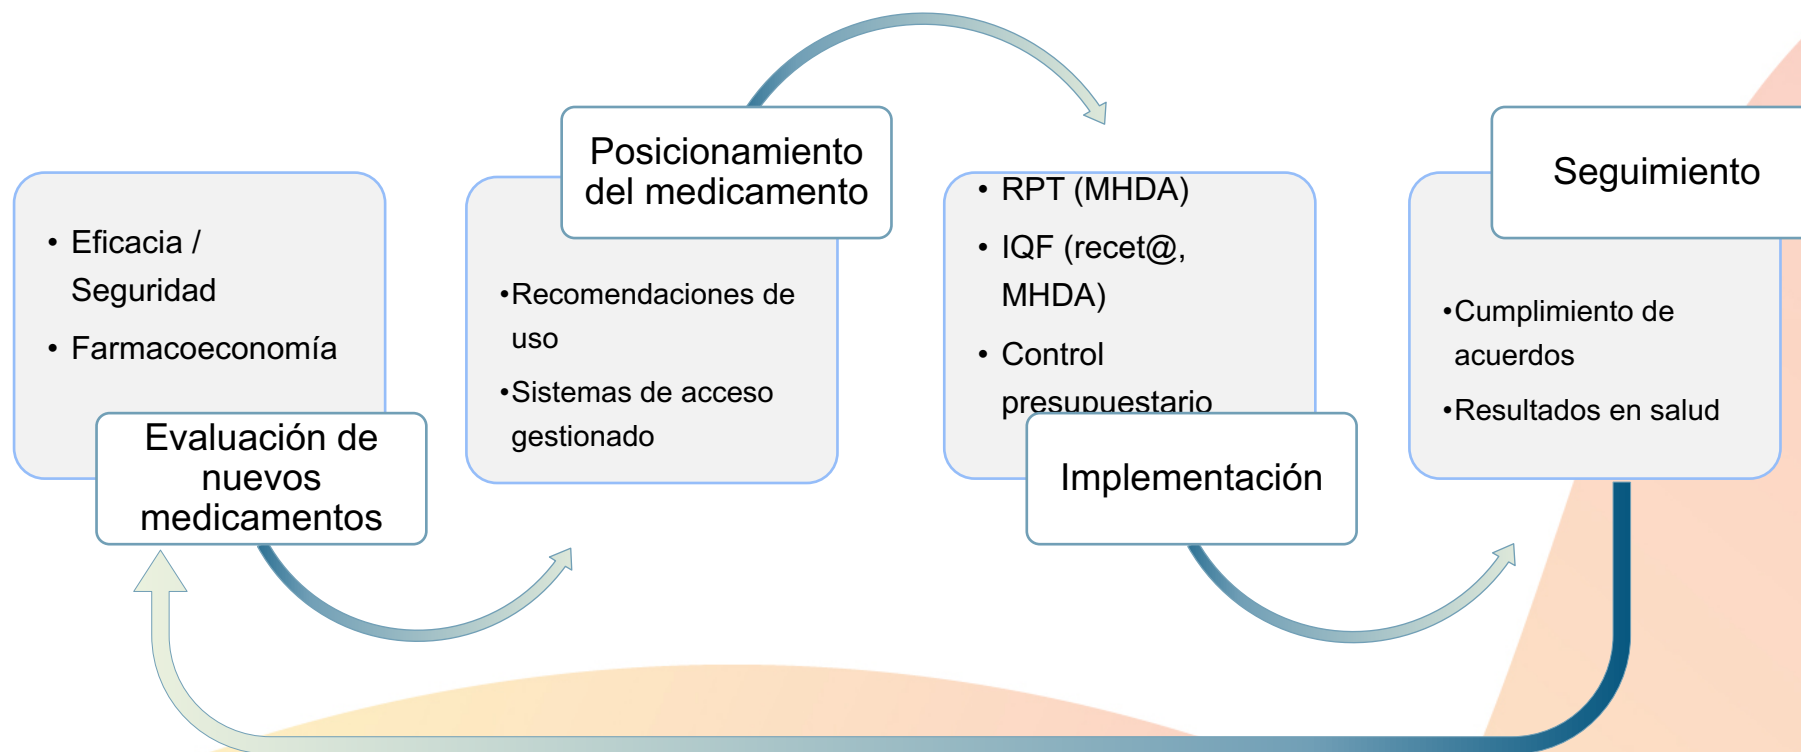 • Eficacia /
Seguridad
• Farmacoeconomía
Evaluación de
nuevos
medicamentos
Posicionamiento
del medicamento
•Recomendaciones de
uso
•Sistemas de acceso
gestionado
• RPT (MHDA)
• IQF (recet@,
MHDA)
• Control
presupuestario
Implementación
Seguimiento
•Cumplimiento de
acuerdos
•Resultados en salud